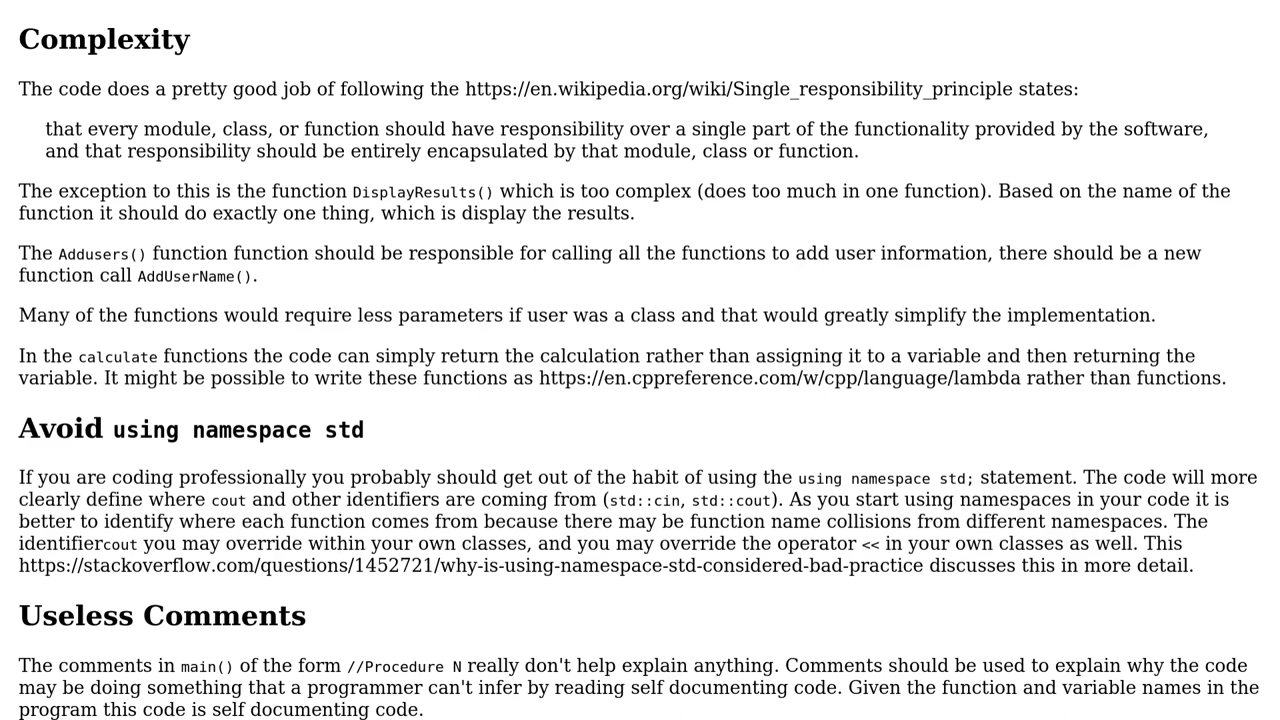 Complexity
The code does a pretty good job of following the https://en.wikipedia.org/wiki/Single_responsibility_principle states:
that every module, class, or function should have responsibility over a single part of the functionality provided by the software,
and that responsibility should be entirely encapsulated by that module, class or function.
The exception to this is the function DisplayResults() which is too complex (does too much in one function). Based on the name of the
function it should do exactly one thing, which is display the results.
The Addusers() function function should be responsible for calling all the functions to add user information, there should be a new
function call AddUserName().
Many of the functions would require less parameters if user was a class and that would greatly simplify the implementation.
In the calculate functions the code can simply return the calculation rather than assigning it to a variable and then returning the
variable. It might be possible to write these functions as https://en.cppreference.com/w/cpp/language/lambda rather than functions.
Avoid using namespace std
If you are coding professionally you probably should get out of the habit of using the using namespace std; statement. The code will more
clearly define where cout and other identifiers are coming from (std::cin, std::cout). As you start using namespaces in your code it is
better to identify where each function comes from because there may be function name collisions from different namespaces. The
identifiercout you may override within your own classes, and you may override the operator << in your own classes as well. This
https://stackoverflow.com/questions/1452721/why-is-using-namespace-std-considered-bad-practice discusses this in more detail.
Useless Comments
The comments in main() of the form //Procedure N really don't help explain anything. Comments should be used to explain why the code
may be doing something that a programmer can't infer by reading self documenting code. Given the function and variable names in the
program this code is self documenting code.